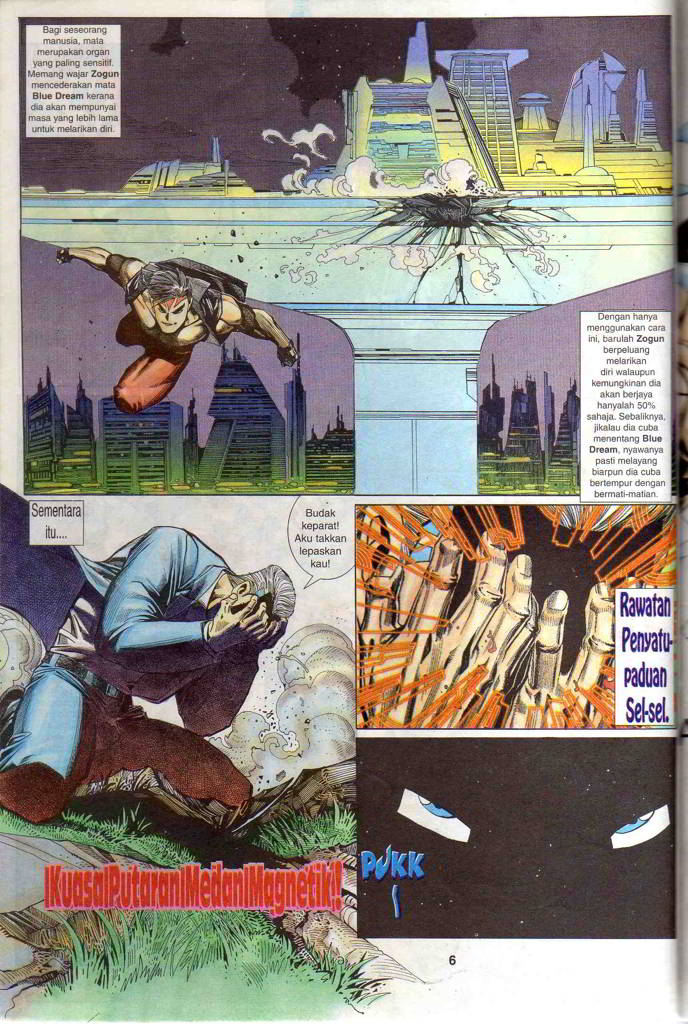 Bagi seseorang
manusia, mata
merupakan organ
yang paling sensitif.
Memang wajar Zogun
mencederakan mata
Blue Dream kerana
dia akan mempunyai
masa yang lebih lama
untuk melarikan diri.
Dengan hanya
menggunakan cara
ini, barulah Zogun
berpeluang
melarikan
diri walaupun
kemungkinan dia
akan berjaya
hanyalah 50%
sahaja. Sebaliknya,
jikalau dia cuba
menentang Blue
Dream, nyawanya
pasti melayang
biarpun dia cuba
bertempur dengan
bermati-matian.
Sementara
itu....
Budak
keparat!
Aku takkan
lepaskan
kau!
Rawatan
Penyatu-
paduan
Sel-sel.
!Kuasa!Putaran!Medan!Magnetik!!
PUKK
!
6